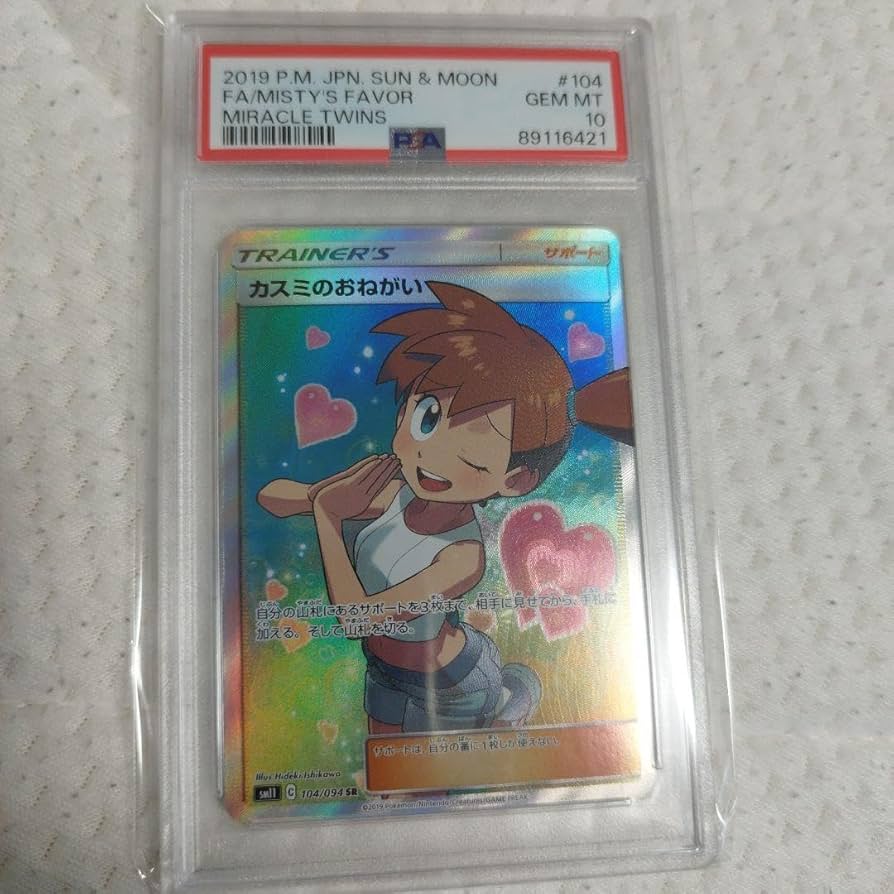 2019 P.M. JPN. SUN & MOON #104
FA/MISTY'S FAVOR GEM MT
MIRACLE TWINS 10
PSA 89116421
TRAINER'S サポート
カスミのおねがい
自分の山札にあるサポートを3枚まで、相手に見せてから、手札に
加える。そして山札を切る。
サポートは、自分の番に1枚しか使えない。
Illus. Hideki Ishikawa
sm11 C 104/094 SR
©2019 Pokémon/Nintendo/Creatures/GAME FREAK.